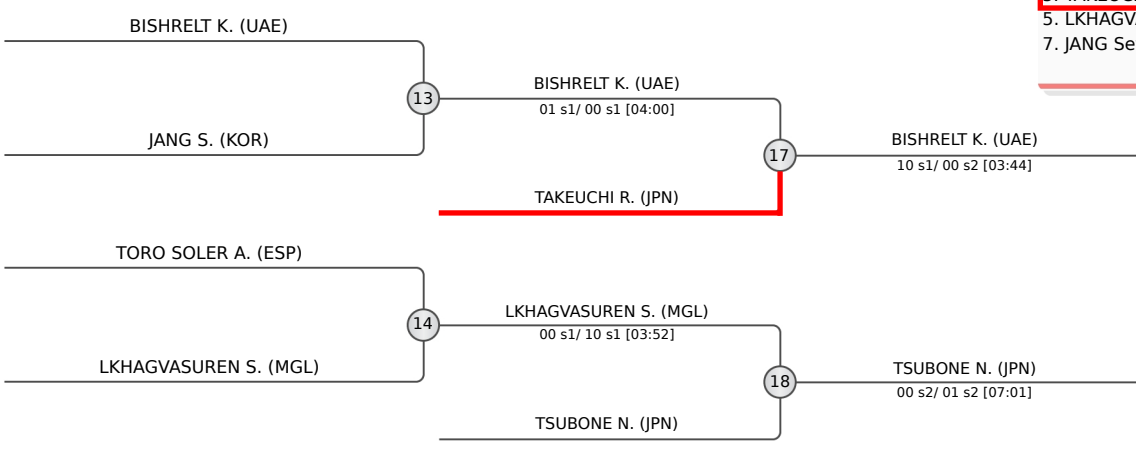 BISHRELT K. (UAE)
5. LKHAGV
7. JANG Se
BISHRELT K. (UAE)
13
01 s1/ 00 s1 [04:00]
JANG S. (KOR)
BISHRELT K. (UAE)
17
10 s1/ 00 s2 [03:44]
TAKEUCHI R. (JPN)
TORO SOLER A. (ESP)
LKHAGVASUREN S. (MGL)
14
00 s1/ 10 s1 [03:52]
LKHAGVASUREN S. (MGL)
TSUBONE N. (JPN)
18
00 s2/ 01 s2 [07:01]
TSUBONE N. (JPN)